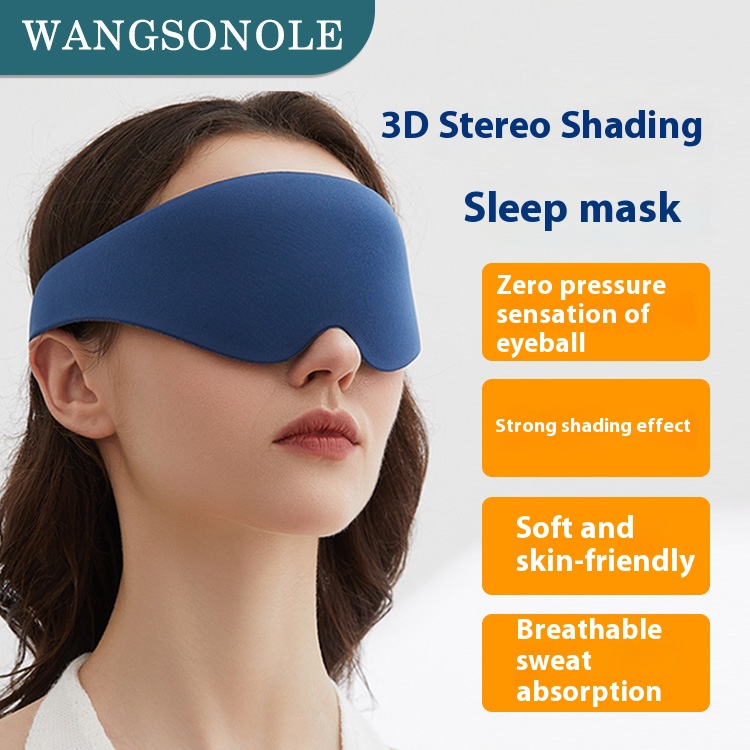 WANGSONOLE
3D Stereo Shading
Sleep mask
Zero pressure
sensation of
eyeball
Strong shading effect
Soft and
skin-friendly
Breathable
sweat
absorption